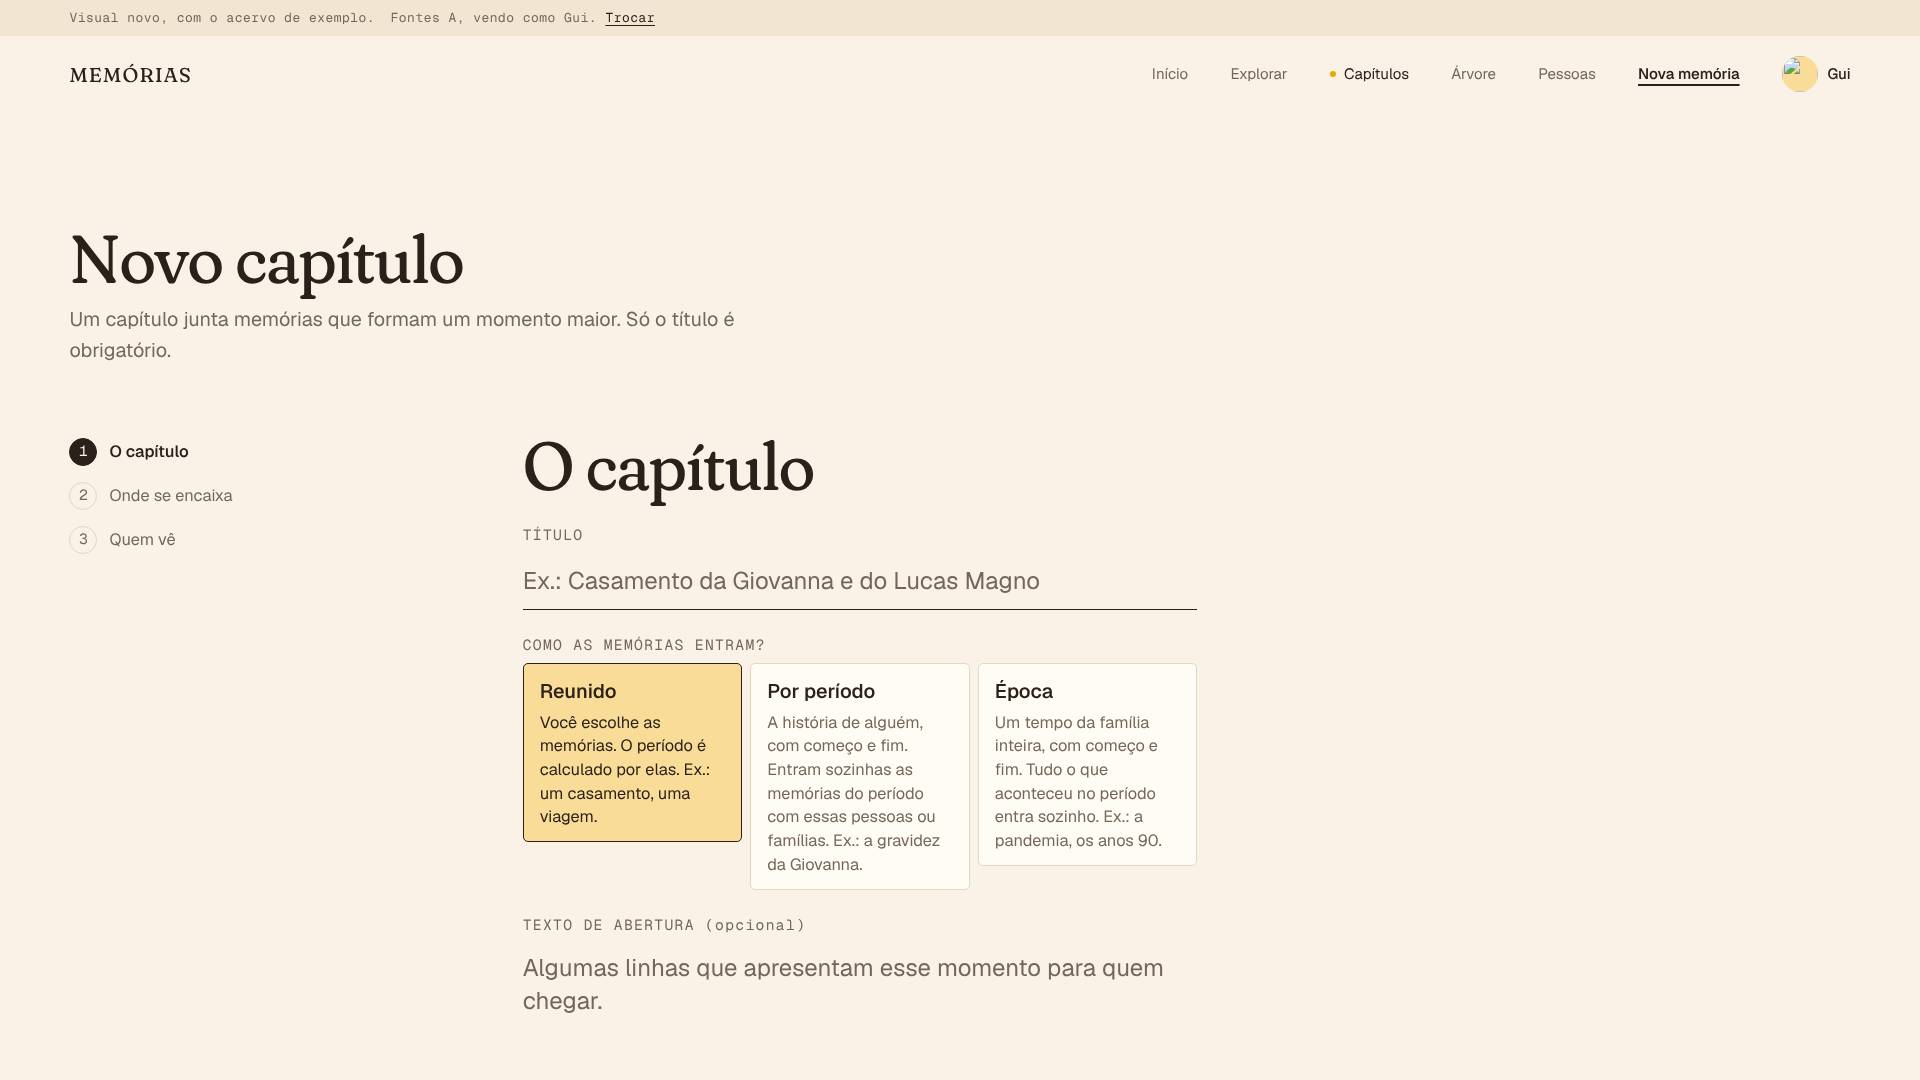 Visual novo, com o acervo de exemplo. Fontes A, vendo como Gui. Trocar
MEMÓRIAS
Início
Explorar
Capítulos
Árvore
Pessoas
Nova memória
Gui
Novo capítulo
Um capítulo junta memórias que formam um momento maior. Só o título é
obrigatório.
1 O capítulo
2 Onde se encaixa
3 Quem vê
O capítulo
TÍTULO
Ex.: Casamento da Giovanna e do Lucas Magno
COMO AS MEMÓRIAS ENTRAM?
Reunido
Você escolhe as
memórias. O período é
calculado por elas. Ex.:
um casamento, uma
viagem.
Por período
A história de alguém,
com começo e fim.
Entram sozinhas as
memórias do período
com essas pessoas ou
famílias. Ex.: a gravidez
da Giovanna.
Época
Um tempo da família
inteira, com começo e
fim. Tudo o que
aconteceu no período
entra sozinho. Ex.: a
pandemia, os anos 90.
TEXTO DE ABERTURA (opcional)
Algumas linhas que apresentam esse momento para quem
chegar.